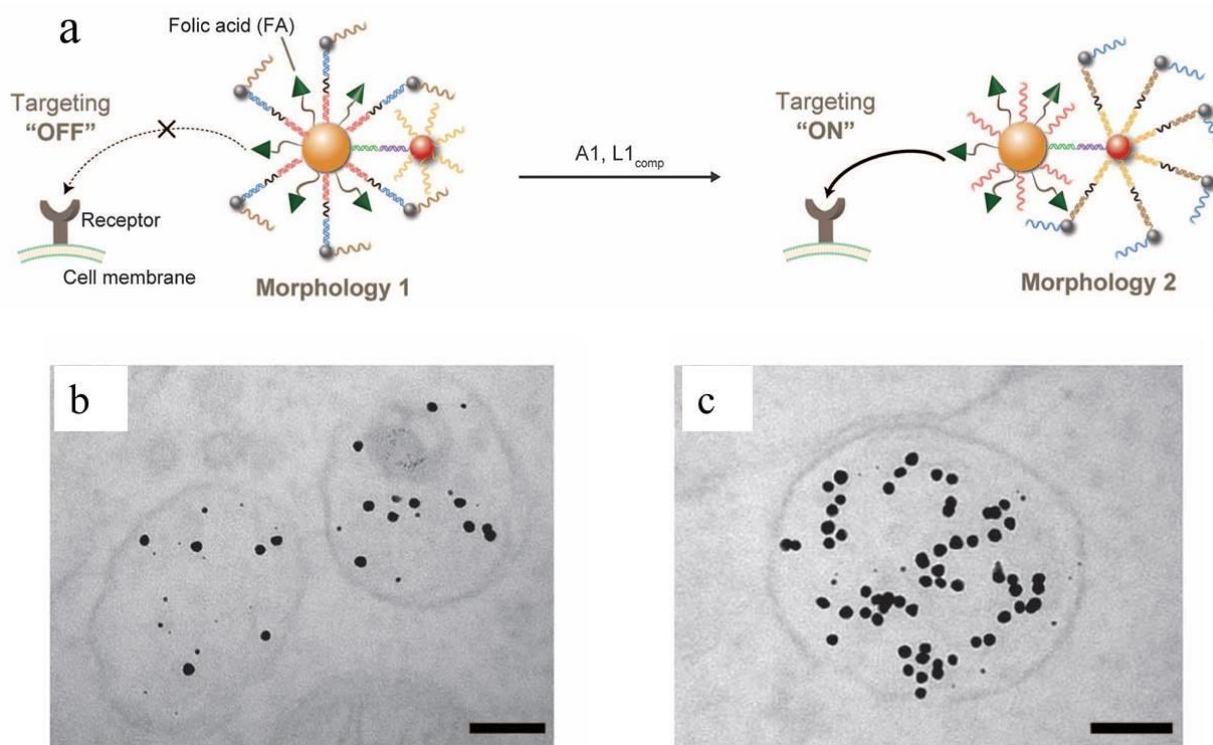 a
Folic acid (FA)
Targeting
“OFF”
Receptor
Cell membrane
Morphology 1
A1, L1comp
Targeting
“ON”
Morphology 2
b
c